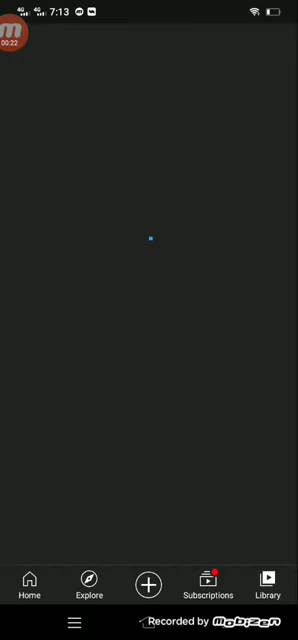 4G 4G 7:13
m
00:22
Home Explore Subscriptions Library
Recorded by mobizen